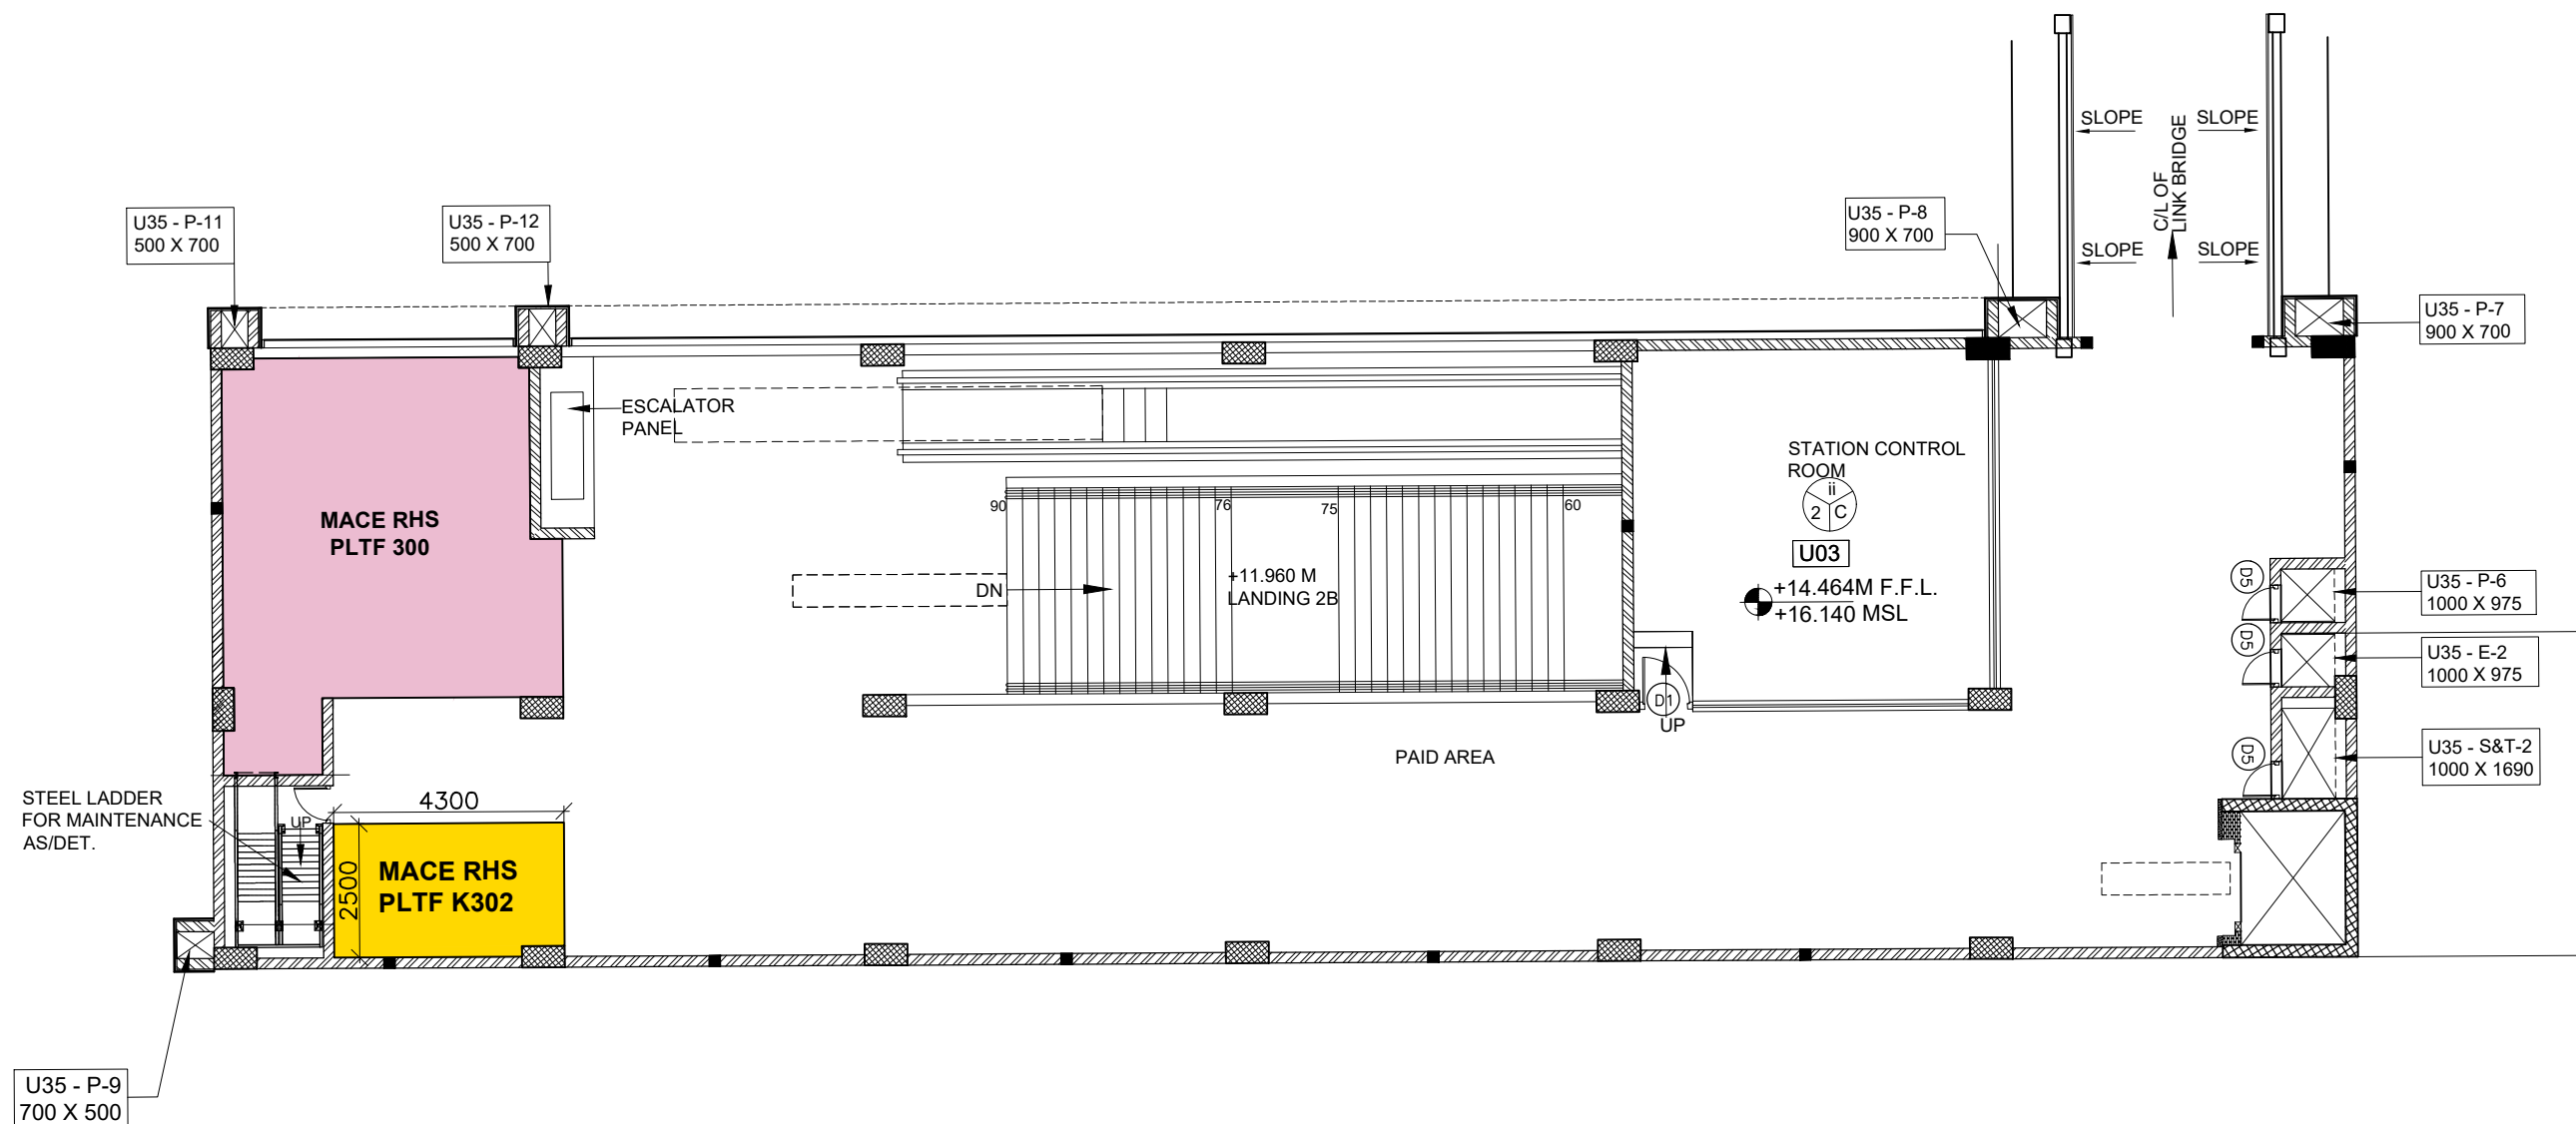 SLOPE
SLOPE
C/L OF
LINK BRIDGE
SLOPE
SLOPE
U35 - P-11
500 X 700
U35 - P-12
500 X 700
U35 - P-8
900 X 700
U35 - P-7
900 X 700
ESCALATOR
PANEL
STATION CONTROL
ROOM
ii
2
C
U03
+14.464M F.F.L.
+16.140 MSL
MACE RHS
PLTF 300
90
76
75
60
DN
+11.960 M
LANDING 2B
D5
U35 - P-6
1000 X 975
D5
U35 - E-2
1000 X 975
D1
UP
PAID AREA
D5
U35 - S&T-2
1000 X 1690
STEEL LADDER
FOR MAINTENANCE
AS/DET.
UP
4300
2500
MACE RHS
PLTF K302
U35 - P-9
700 X 500